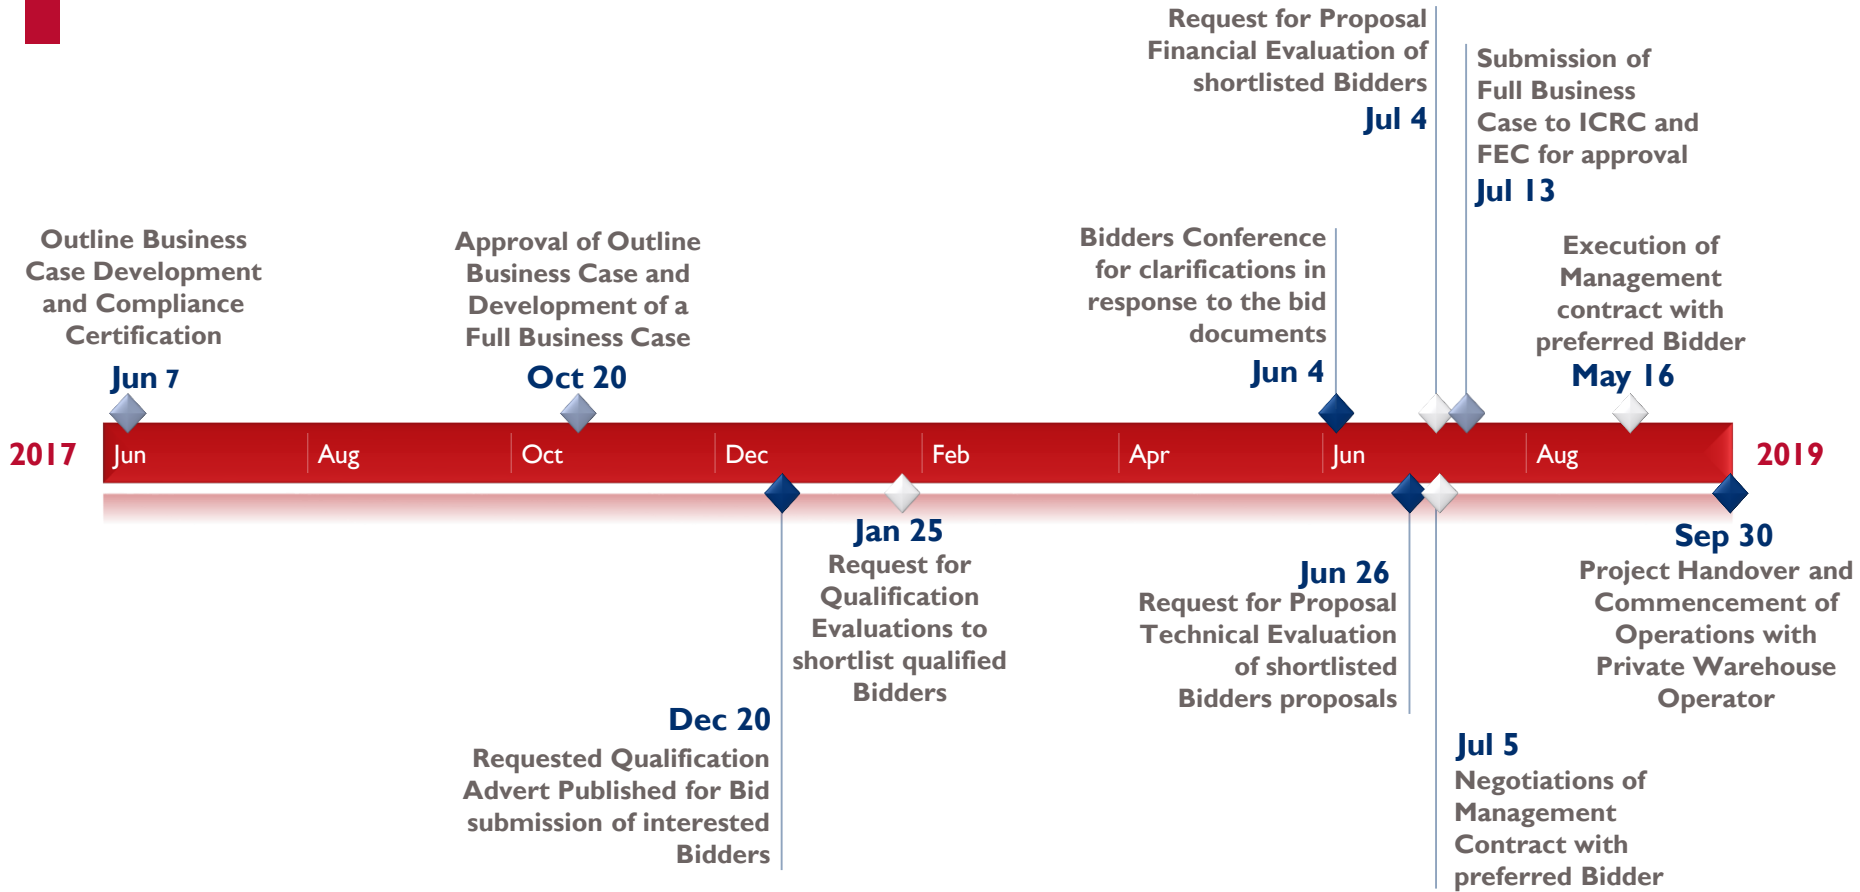 Request for Proposal
Financial Evaluation of
shortlisted Bidders
Jul 4
Submission of
Full Business
Case to ICRC and
FEC for approval
Jul 13
Outline Business
Case Development
and Compliance
Certification
Jun 7
Approval of Outline
Business Case and
Development of a
Full Business Case
Oct 20
Bidders Conference
for clarifications in
response to the bid
documents
Jun 4
Execution of
Management
contract with
preferred Bidder
May 16
2017
Jun
Aug
Oct
Dec
Feb
Apr
Jun
Aug
2019
Dec 20
Requested Qualification
Advert Published for Bid
submission of interested
Bidders
Jan 25
Request for
Qualification
Evaluations to
shortlist qualified
Bidders
Jun 26
Request for Proposal
Technical Evaluation
of shortlisted
Bidders proposals
Jul 5
Negotiations of
Management
Contract with
preferred Bidder
Sep 30
Project Handover and
Commencement of
Operations with
Private Warehouse
Operator